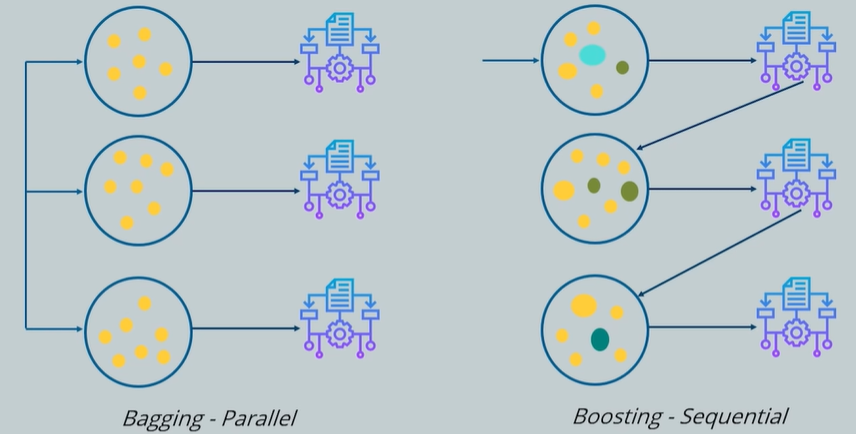 Bagging - Parallel
Boosting - Sequential